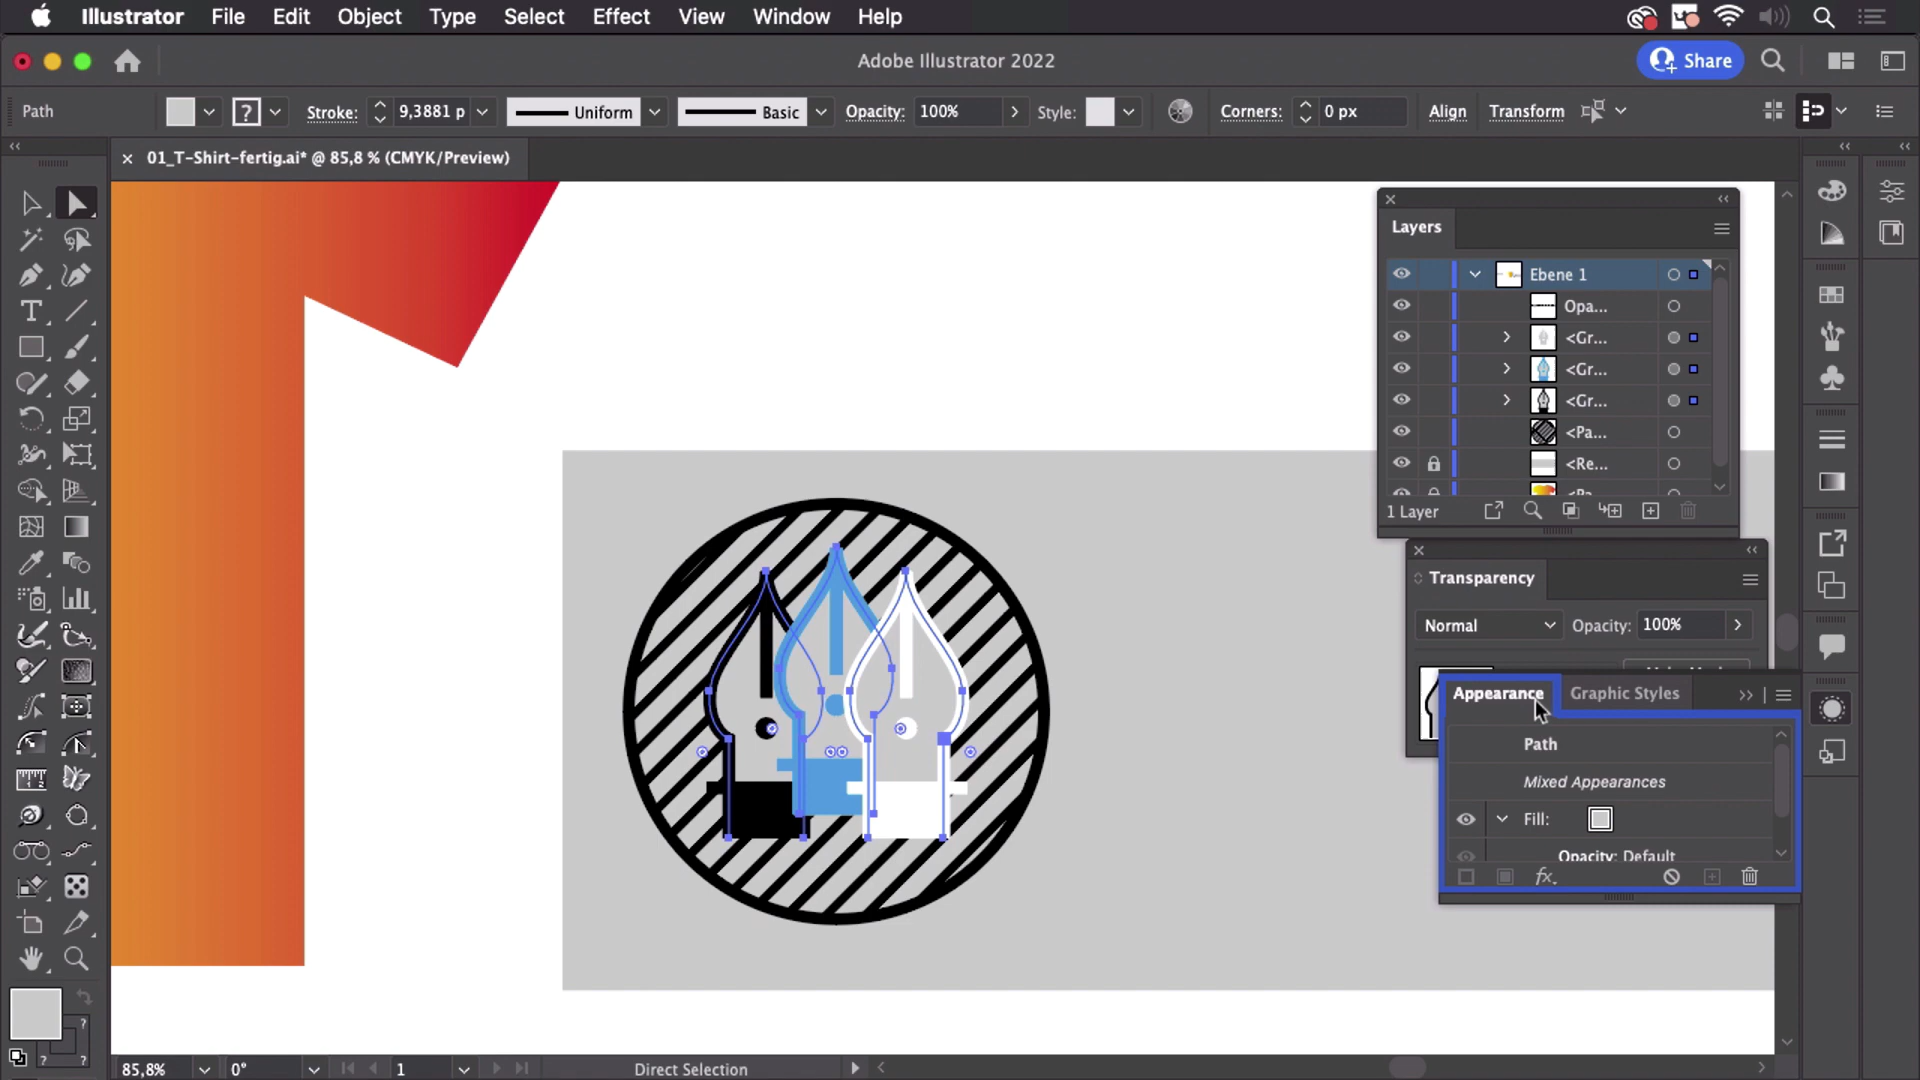 Illustrator File Edit Object Type Select Effect View Window Help
Adobe Illustrator 2022
Share
Path
?
Stroke:
9,3881 p
Uniform
Basic
Opacity:
100%
Style:
Corners:
0 px
Align
Transform
01_T-Shirt-fertig.ai* @ 85,8 % (CMYK/Preview)
Layers
Ebene 1
Opa...
<Gr...
<Gr...
<Gr...
<Pa...
<Re...
1 Layer
Transparency
Normal
Opacity:
100%
Appearance
Graphic Styles
Path
Mixed Appearances
Fill:
Opacity: Default
fx
?
?
?
85,8%
0°
1
Direct Selection